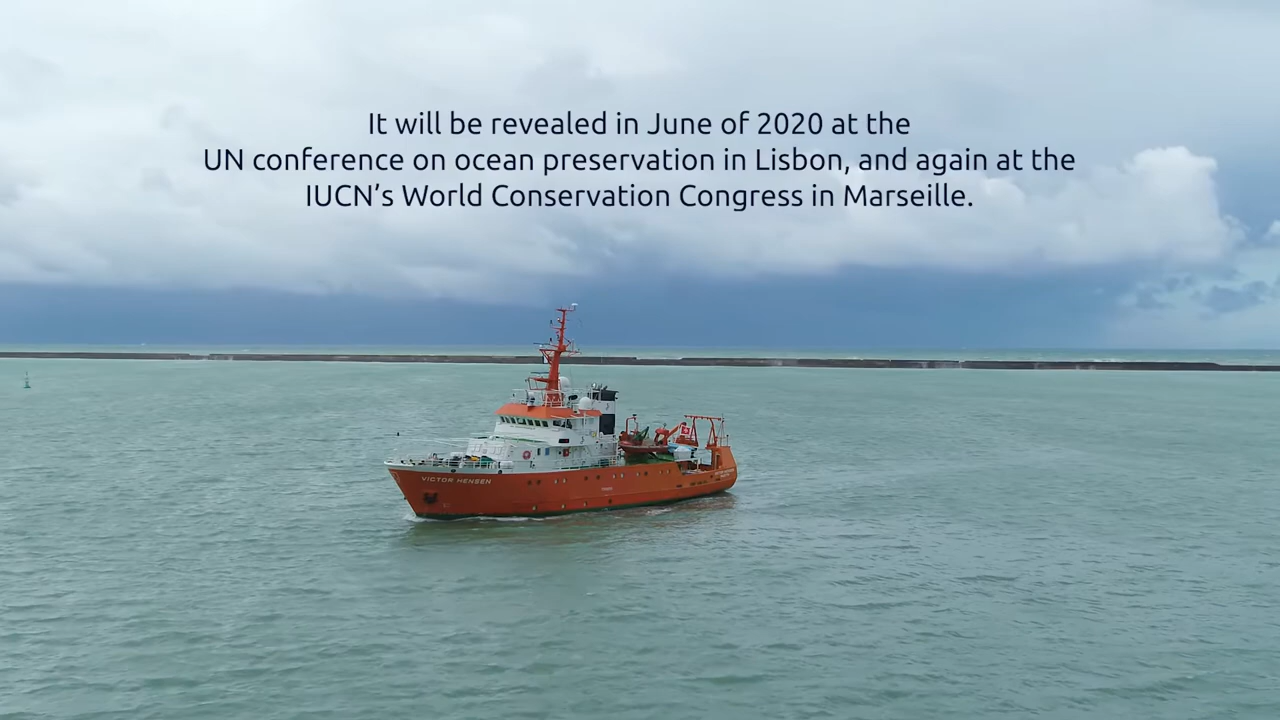 It will be revealed in June of 2020 at the
UN conference on ocean preservation in Lisbon, and again at the
IUCN’s World Conservation Congress in Marseille.
VICTOR HENSEN